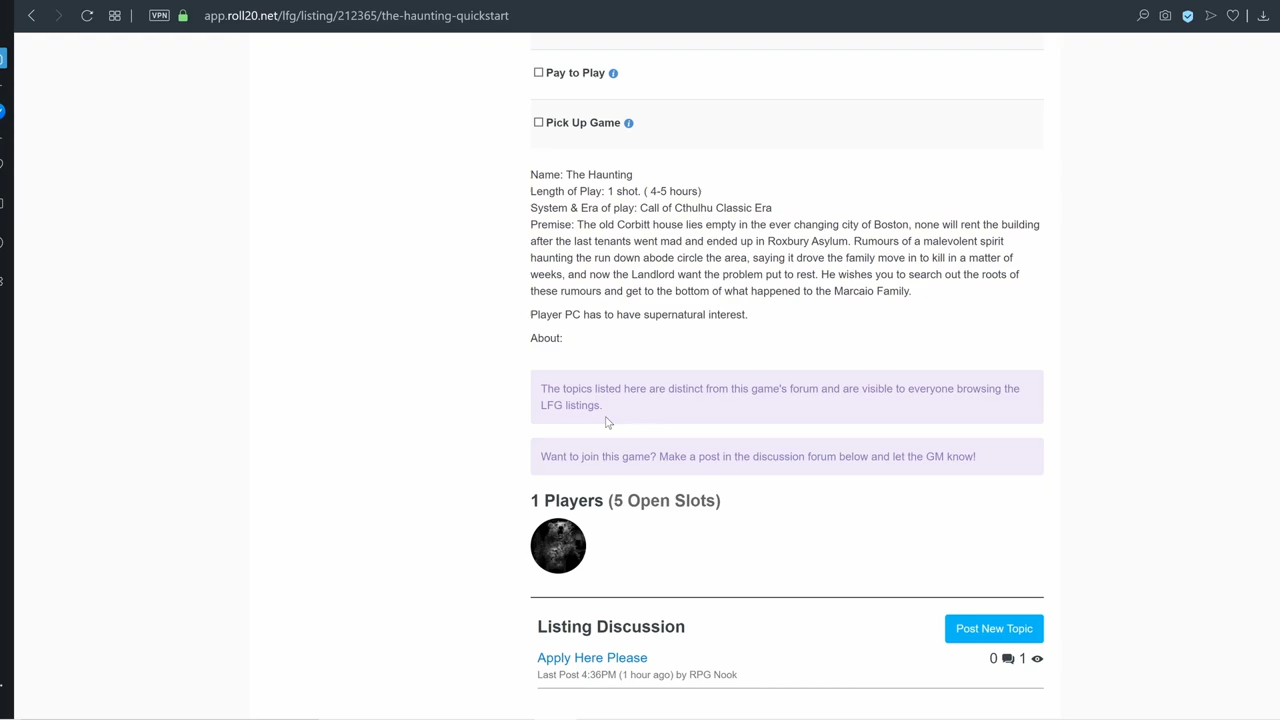 VPN
app.roll20.net/lfg/listing/212365/the-haunting-quickstart
Pay to Play
Pick Up Game
Name: The Haunting
Length of Play: 1 shot. ( 4-5 hours)
System & Era of play: Call of Cthulhu Classic Era
Premise: The old Corbitt house lies empty in the ever changing city of Boston, none will rent the building
after the last tenants went mad and ended up in Roxbury Asylum. Rumours of a malevolent spirit
haunting the run down abode circle the area, saying it drove the family move in to kill in a matter of
weeks, and now the Landlord want the problem put to rest. He wishes you to search out the roots of
these rumours and get to the bottom of what happened to the Marcaio Family.
Player PC has to have supernatural interest.
About:
The topics listed here are distinct from this game's forum and are visible to everyone browsing the
LFG listings.
Want to join this game? Make a post in the discussion forum below and let the GM know!
1 Players (5 Open Slots)
Listing Discussion
Post New Topic
Apply Here Please
0 1
Last Post 4:36PM (1 hour ago) by RPG Nook